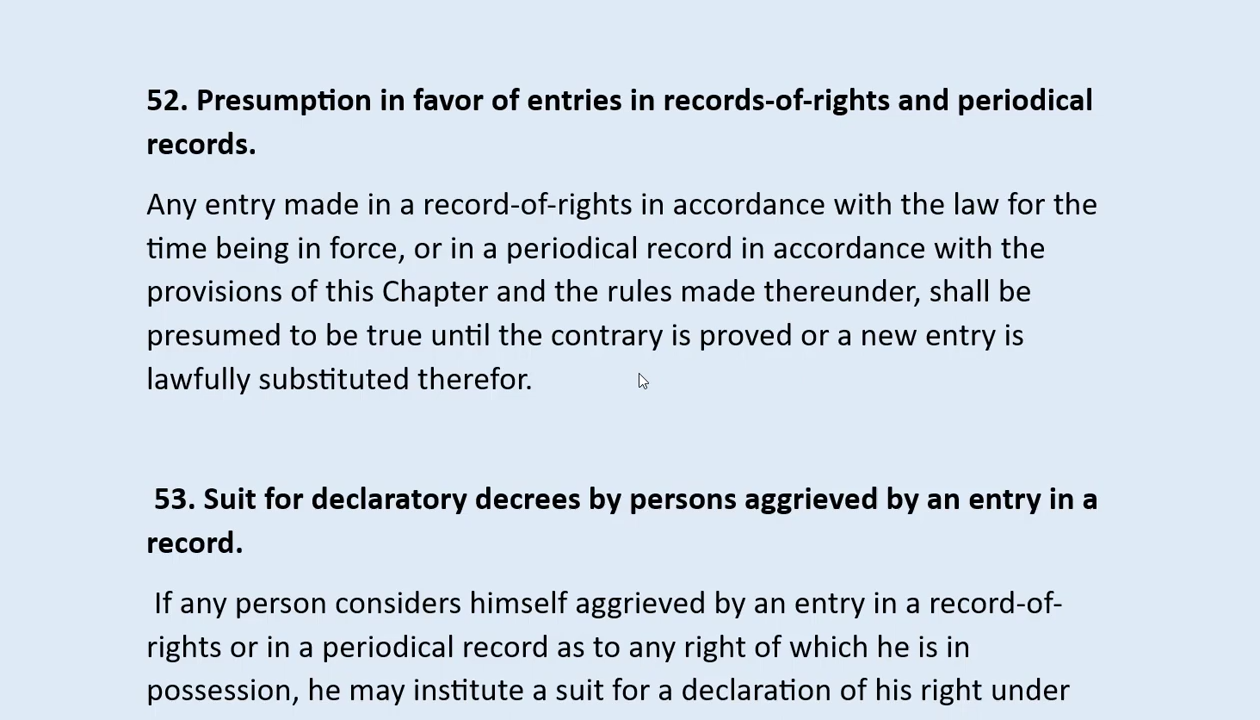 52. Presumption in favor of entries in records-of-rights and periodical
records.
Any entry made in a record-of-rights in accordance with the law for the
time being in force, or in a periodical record in accordance with the
provisions of this Chapter and the rules made thereunder, shall be
presumed to be true until the contrary is proved or a new entry is
lawfully substituted therefor.
53. Suit for declaratory decrees by persons aggrieved by an entry in a
record.
If any person considers himself aggrieved by an entry in a record-of-
rights or in a periodical record as to any right of which he is in
possession, he may institute a suit for a declaration of his right under